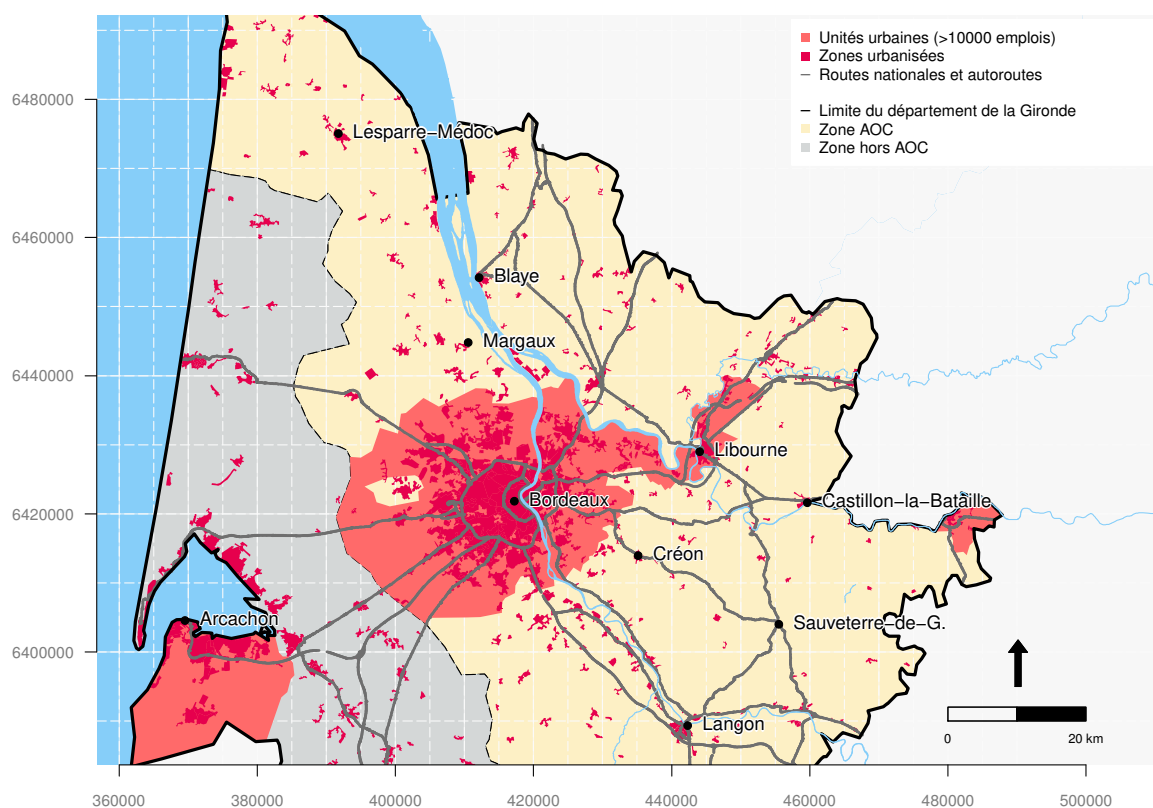 Unités urbaines (>10000 emplois)
Zones urbanisées
Routes nationales et autoroutes
Limite du département de la Gironde
Zone AOC
Zone hors AOC
6480000
6460000
6440000
6420000
6400000
Lesparre−Médoc
Blaye
Margaux
Libourne
Bordeaux
Castillon−la−Bataille
Créon
Arcachon
Sauveterre−de−G.
Langon
0
20 km
360000
380000
400000
420000
440000
460000
480000
500000